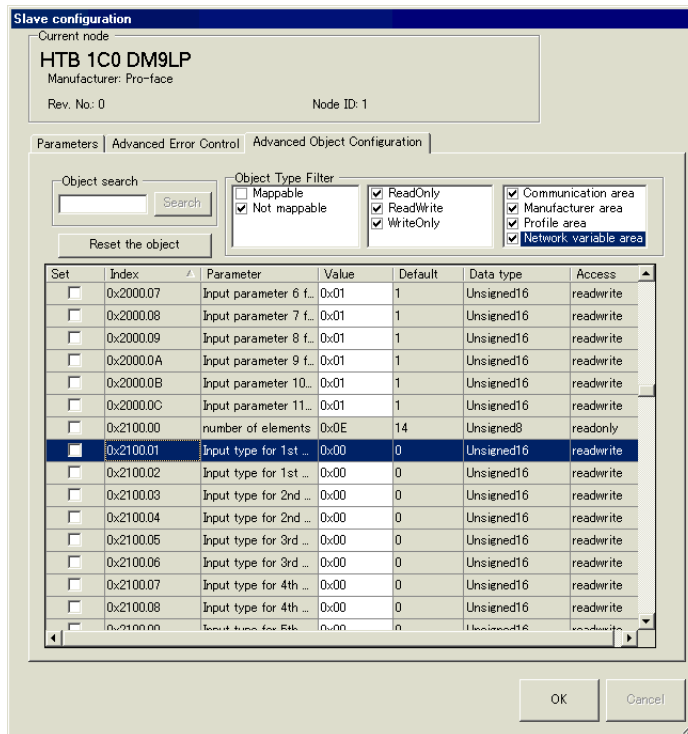 Slave configuration
Current node
HTB 1C0 DM9LP
Manufacturer: Pro-face
Rev. No.: 0 Node ID: 1
Parameters Advanced Error Control Advanced Object Configuration
Object search Object Type Filter
Search
Mappable ReadOnly Communication area
Not mappable ReadWrite Manufacturer area
WriteOnly Profile area
Network variable area
Reset the object
Set Index Parameter Value Default Data type Access
0x2000.07 Input parameter 6 f... 0x01 1 Unsigned16 readwrite
0x2000.08 Input parameter 7 f... 0x01 1 Unsigned16 readwrite
0x2000.09 Input parameter 8 f... 0x01 1 Unsigned16 readwrite
0x2000.0A Input parameter 9 f... 0x01 1 Unsigned16 readwrite
0x2000.0B Input parameter 10... 0x01 1 Unsigned16 readwrite
0x2000.0C Input parameter 11... 0x01 1 Unsigned16 readwrite
0x2100.00 number of elements 0x0E 14 Unsigned8 readonly
0x2100.01 Input type for 1st ... 0x00 0 Unsigned16 readwrite
0x2100.02 Input type for 1st ... 0x00 0 Unsigned16 readwrite
0x2100.03 Input type for 2nd ... 0x00 0 Unsigned16 readwrite
0x2100.04 Input type for 2nd ... 0x00 0 Unsigned16 readwrite
0x2100.05 Input type for 3rd ... 0x00 0 Unsigned16 readwrite
0x2100.06 Input type for 3rd ... 0x00 0 Unsigned16 readwrite
0x2100.07 Input type for 4th ... 0x00 0 Unsigned16 readwrite
0x2100.08 Input type for 4th ... 0x00 0 Unsigned16 readwrite
Input type for 5th 0x00 0 Unsigned16 readwrite
OK Cancel